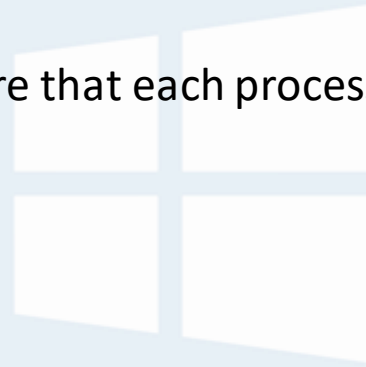 re that each proces